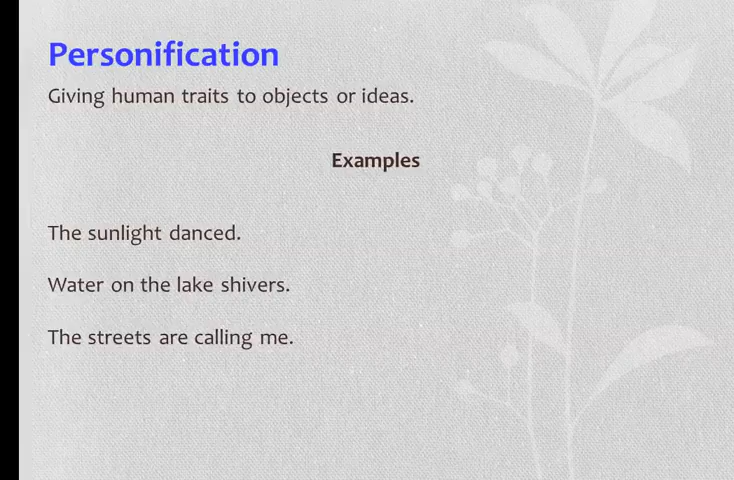 Personification
Giving human traits to objects or ideas.
Examples
The sunlight danced.
Water on the lake shivers.
The streets are calling me.